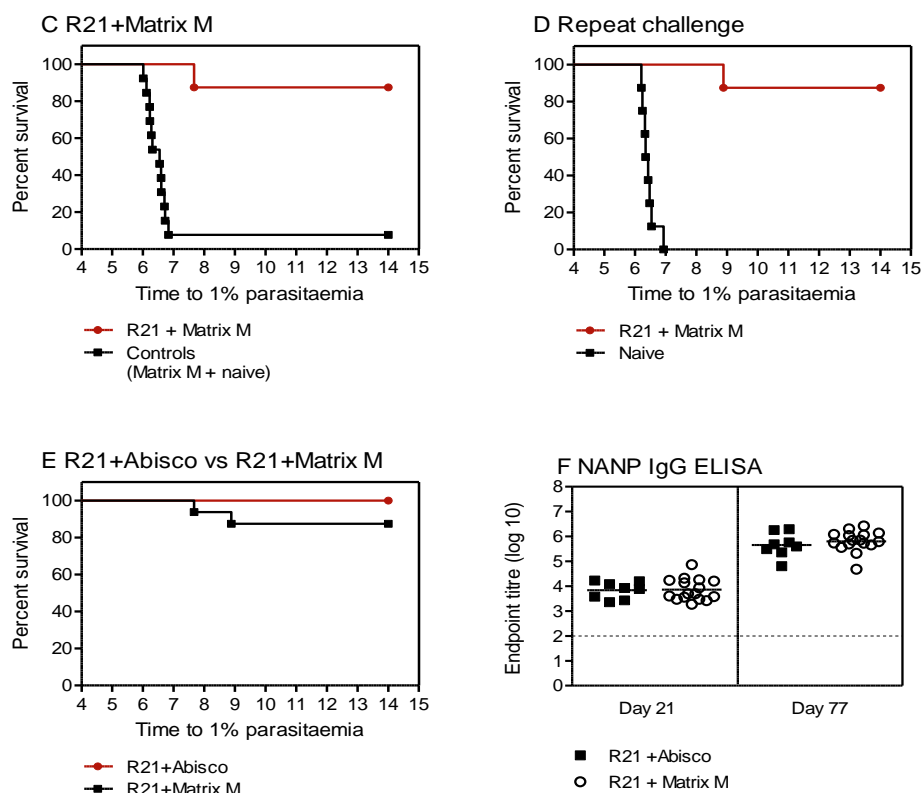 C R21+Matrix M
100
80
60
40
20
0
Percent survival
4 5 6 7 8 9 10 11 12 13 14 15
Time to 1% parasitaemia
R21 + Matrix M
Controls
(Matrix M + naive)
D Repeat challenge
100
80
60
40
20
0
Percent survival
4 5 6 7 8 9 10 11 12 13 14 15
Time to 1% parasitaemia
R21 + Matrix M
Naive
E R21+Abisco vs R21+Matrix M
100
80
60
40
20
0
Percent survival
4 5 6 7 8 9 10 11 12 13 14 15
Time to 1% parasitaemia
R21+Abisco
R21+Matrix M
F NANP IgG ELISA
8
7
6
5
4
3
2
1
0
Endpoint titre (log 10)
Day 21 Day 77
R21 +Abisco
R21 + Matrix M